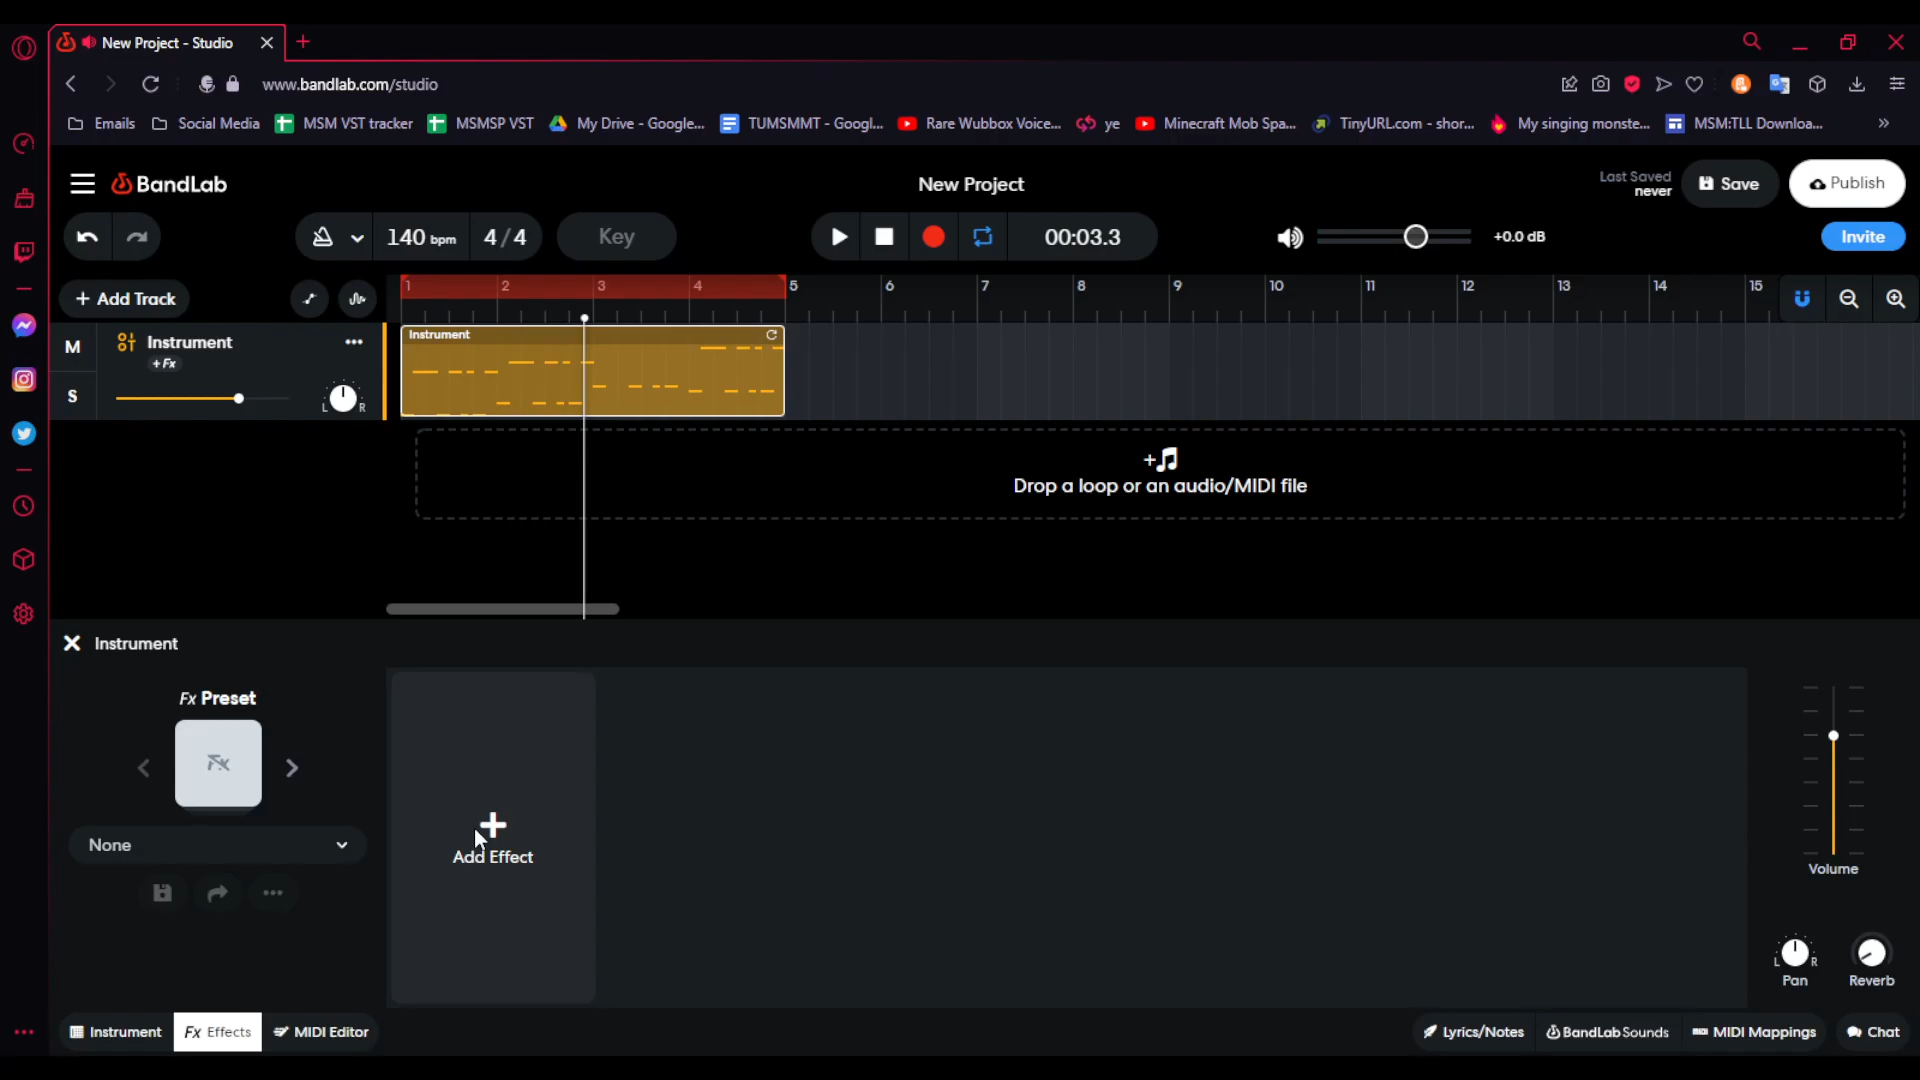 New Project - Studio
www.bandlab.com/studio
Emails Social Media MSM VST tracker MSMSP VST My Drive - Google... TUMSMMT - Googl... Rare Wubbox Voice... ye Minecraft Mob Spa... TinyURL.com - shor... My singing monste... MSM:TLL Downloa... »
BandLab New Project Last Saved never Save Publish
140 bpm 4/4 Key 00:03.3 +0.0 dB Invite
+ Add Track 1 2 3 4 5 6 7 8 9 10 11 12 13 14 15
M Instrument ••• Instrument
+Fx
S L R
+
Drop a loop or an audio/MIDI file
Instrument
Fx Preset
Fx
None
Add Effect
Volume
L R
Pan Reverb
Instrument Fx Effects MIDI Editor Lyrics/Notes BandLab Sounds MIDI Mappings Chat